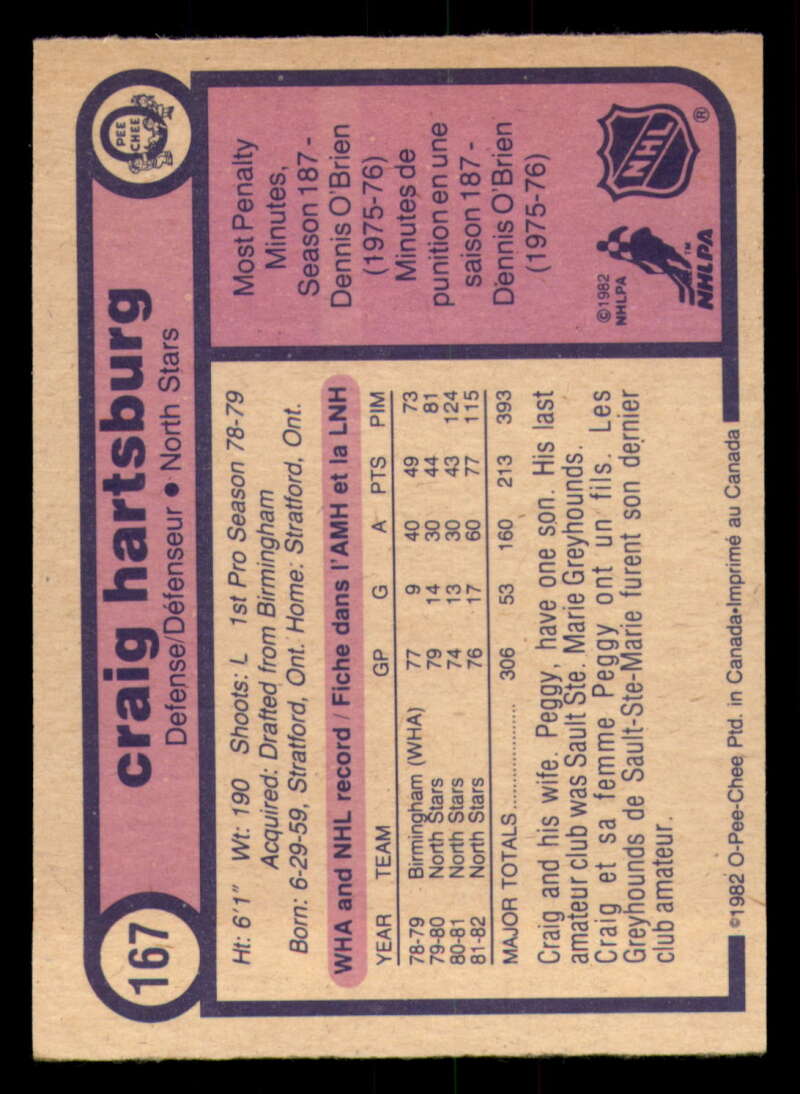 167
craig hartsburg
Defense/Défenseur • North Stars
O
PEE
CHEE
Ht: 6'1" Wt: 190 Shoots: L 1st Pro Season 78-79
Acquired: Drafted from Birmingham
Born: 6-29-59, Stratford, Ont. Home: Stratford, Ont.
WHA and NHL record / Fiche dans l'AMH et la LNH
YEAR TEAM GP G A PTS PIM
78-79 Birmingham (WHA) 77 9 40 49 73
79-80 North Stars 79 14 30 44 81
80-81 North Stars 74 13 30 43 124
81-82 North Stars 76 17 60 77 115
MAJOR TOTALS 306 53 160 213 393
Craig and his wife. Peggy, have one son. His last
amateur club was Sault Ste. Marie Greyhounds.
Craig et sa femme Peggy ont un fils. Les
Greyhounds de Sault-Ste-Marie furent son dernier
club amateur.
©1982 O-Pee-Chee Ptd. in Canada•Imprimé au Canada
Most Penalty
Minutes,
Season 187 -
Dennis O'Brien
(1975-76)
Minutes de
punition en une
saison 187 -
Dennis O'Brien
(1975-76)
NHL
®
©1982
NHLPA
NHLPA
™